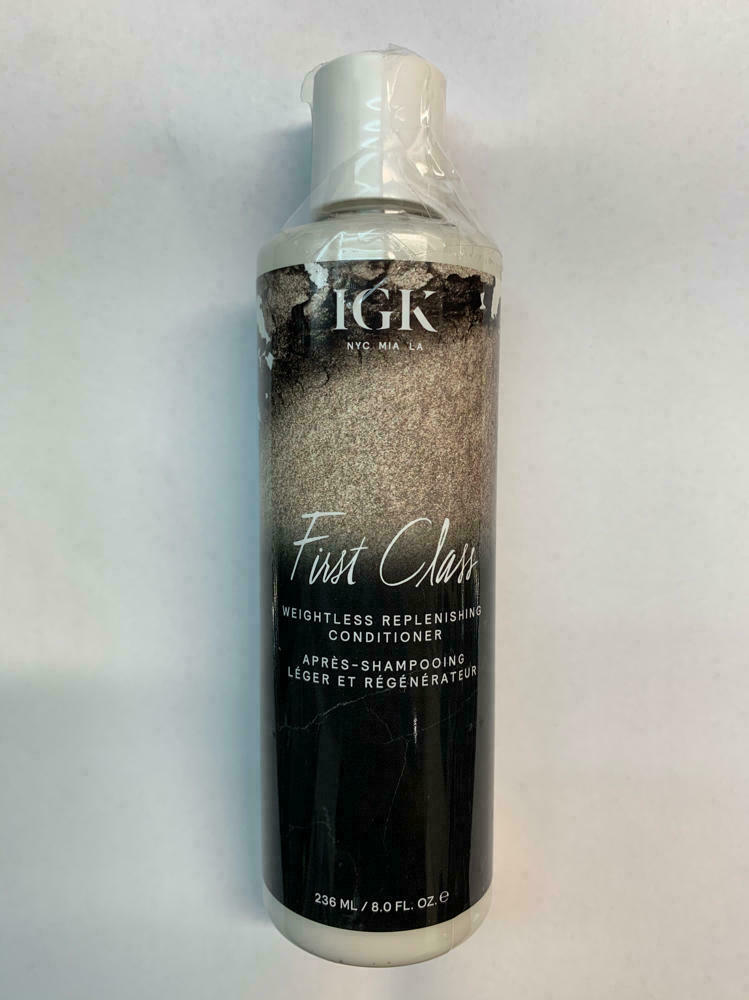 IGK
NYC MIA LA
First Class
WEIGHTLESS REPLENISHING
CONDITIONER
APRÈS-SHAMPOOING
LÉGER ET RÉGÉNÉRATEUR
236 ML / 8.0 FL. OZ. ℮